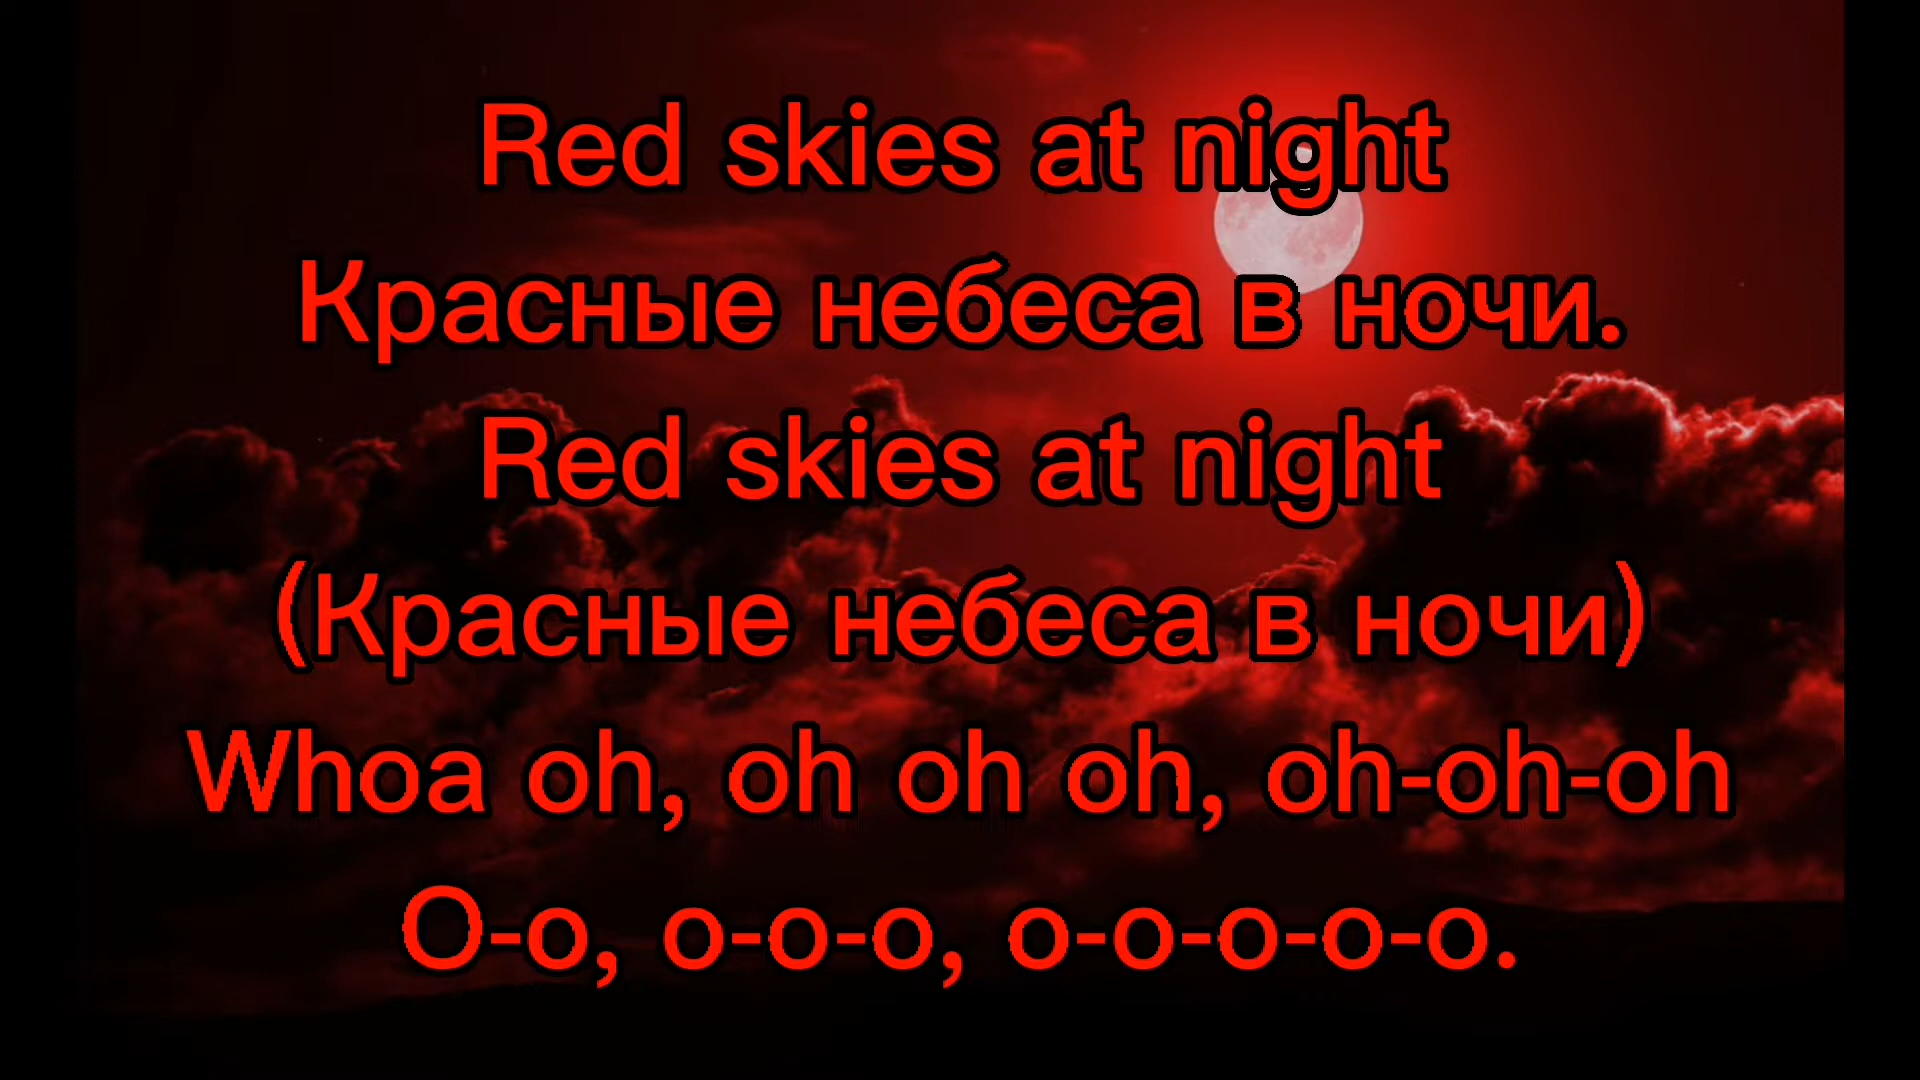 Red skies at night
Красные небеса в ночи.
Red skies at night
(Красные небеса в ночи)
Whoa oh, oh oh oh, oh-oh-oh
О-о, о-о-о, о-о-о-о-о.